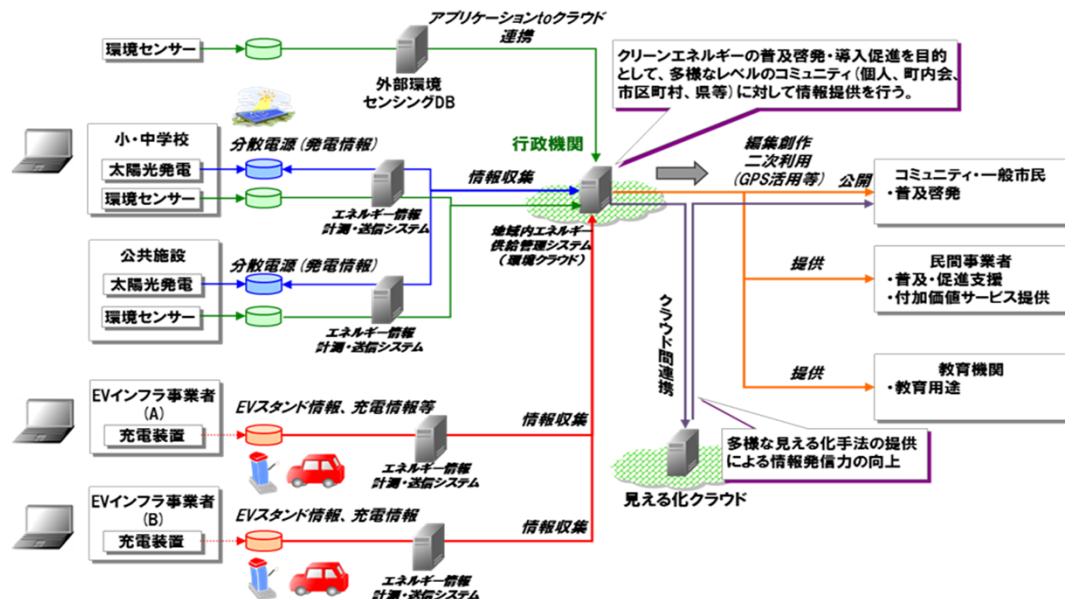 アプリケーションtoクラウド
連携
環境センサー
外部環境
センシングDB
クリーンエネルギーの普及啓発・導入促進を目的
として、多様なレベルのコミュニティ(個人、町内会、
市区町村、県等)に対して情報提供を行う。
小・中学校
太陽光発電
環境センサー
分散電源(発電情報)
エネルギー情報
計測・送信システム
情報収集
行政機関
地域内エネルギー
供給管理システム
(環境クラウド)
編集創作
二次利用
(GPS活用等)
公開
コミュニティ・一般市民
・普及啓発
公共施設
太陽光発電
環境センサー
分散電源(発電情報)
エネルギー情報
計測・送信システム
提供
民間事業者
・普及・促進支援
・付加価値サービス提供
クラウド間連携
提供
教育機関
・教育用途
EVインフラ事業者
(A)
充電装置
EVスタンド情報、充電情報等
エネルギー情報
計測・送信システム
情報収集
多様な見える化手法の提供
による情報発信力の向上
見える化クラウド
EVインフラ事業者
(B)
充電装置
EVスタンド情報、充電情報
エネルギー情報
計測・送信システム
情報収集